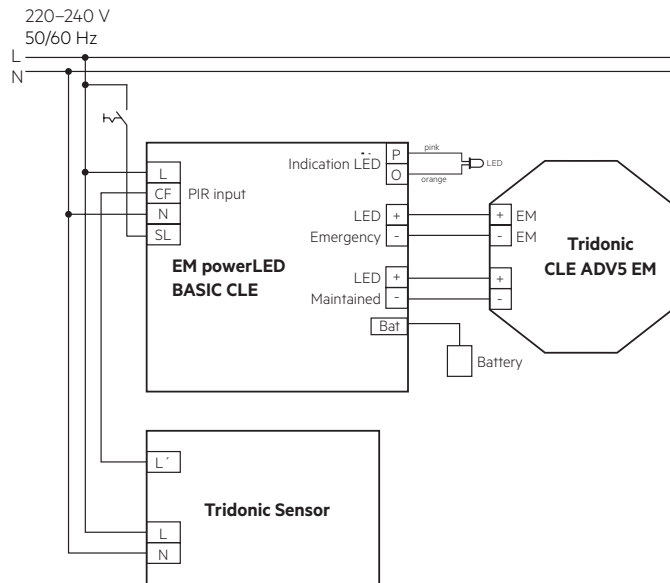 220–240 V
50/60 Hz
L
N
P
pink
Indication LED
LED
O
orange
L
CF
PIR input
N
SL
LED
+
+
EM
Emergency
-
-
EM
Tridonic
CLE ADV5 EM
EM powerLED
BASIC CLE
LED
+
+
Maintained
-
-
Bat
Battery
L´
Tridonic Sensor
L
N